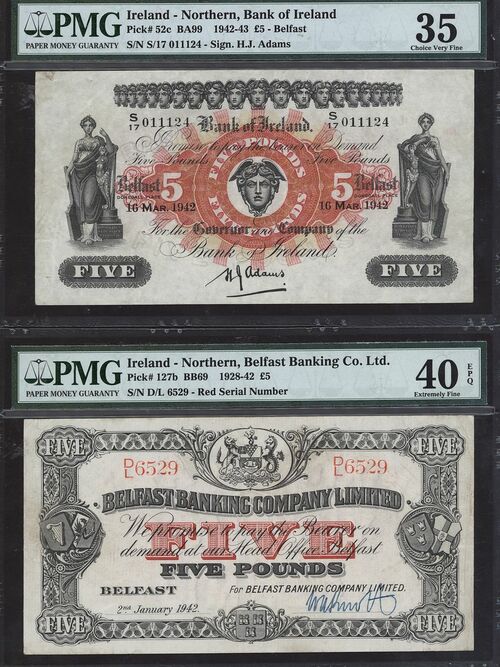 PMG
PAPER MONEY GUARANTY
Ireland - Northern, Bank of Ireland
Pick# 52c BA99 1942-43 £5 - Belfast
S/N S/17 011124 - Sign. H.J. Adams
35
Choice Very Fine
S/17 011124 S/17 011124
Bank of Ireland.
Promise to pay the Bearer on Demand
Five Pounds FIVE POUNDS Five Pounds
Belfast 5 5 Belfast
DONEGALL PLACE DONEGALL PLACE
16 MAR. 1942 16 MAR. 1942
FIVE POUNDS
For the Governor and Company of the
Bank of Ireland.
FIVE FIVE
H J Adams
PMG
PAPER MONEY GUARANTY
Ireland - Northern, Belfast Banking Co. Ltd.
Pick# 127b BB69 1928-42 £5
S/N D/L 6529 - Red Serial Number
40 EPQ
Extremely Fine
FIVE FIVE
D/L 6529 D/L 6529
BELFAST BANKING COMPANY LIMITED
We promise to pay the Bearer on
FIVE
demand at our Head Office Belfast
FIVE POUNDS
BELFAST For BELFAST BANKING COMPANY LIMITED.
2nd January 1942.
FIVE FIVE